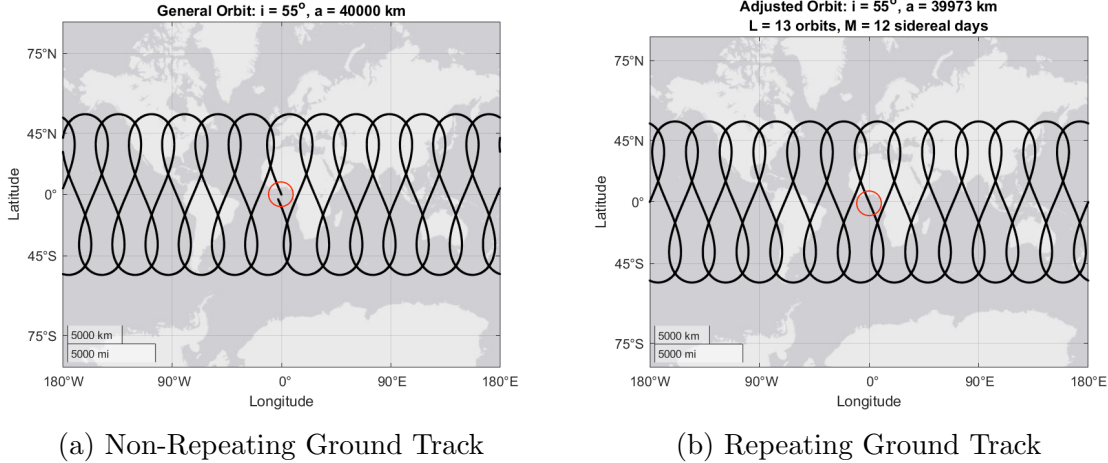 General Orbit: i = 55°, a = 40000 km
75°N
45°N
0°
45°S
75°S
Latitude
5000 km
5000 mi
180°W
90°W
0°
90°E
180°E
Longitude
(a) Non-Repeating Ground Track
Adjusted Orbit: i = 55°, a = 39973 km
L = 13 orbits, M = 12 sidereal days
75°N
45°N
0°
45°S
75°S
Latitude
5000 km
5000 mi
180°W
90°W
0°
90°E
180°E
Longitude
(b) Repeating Ground Track